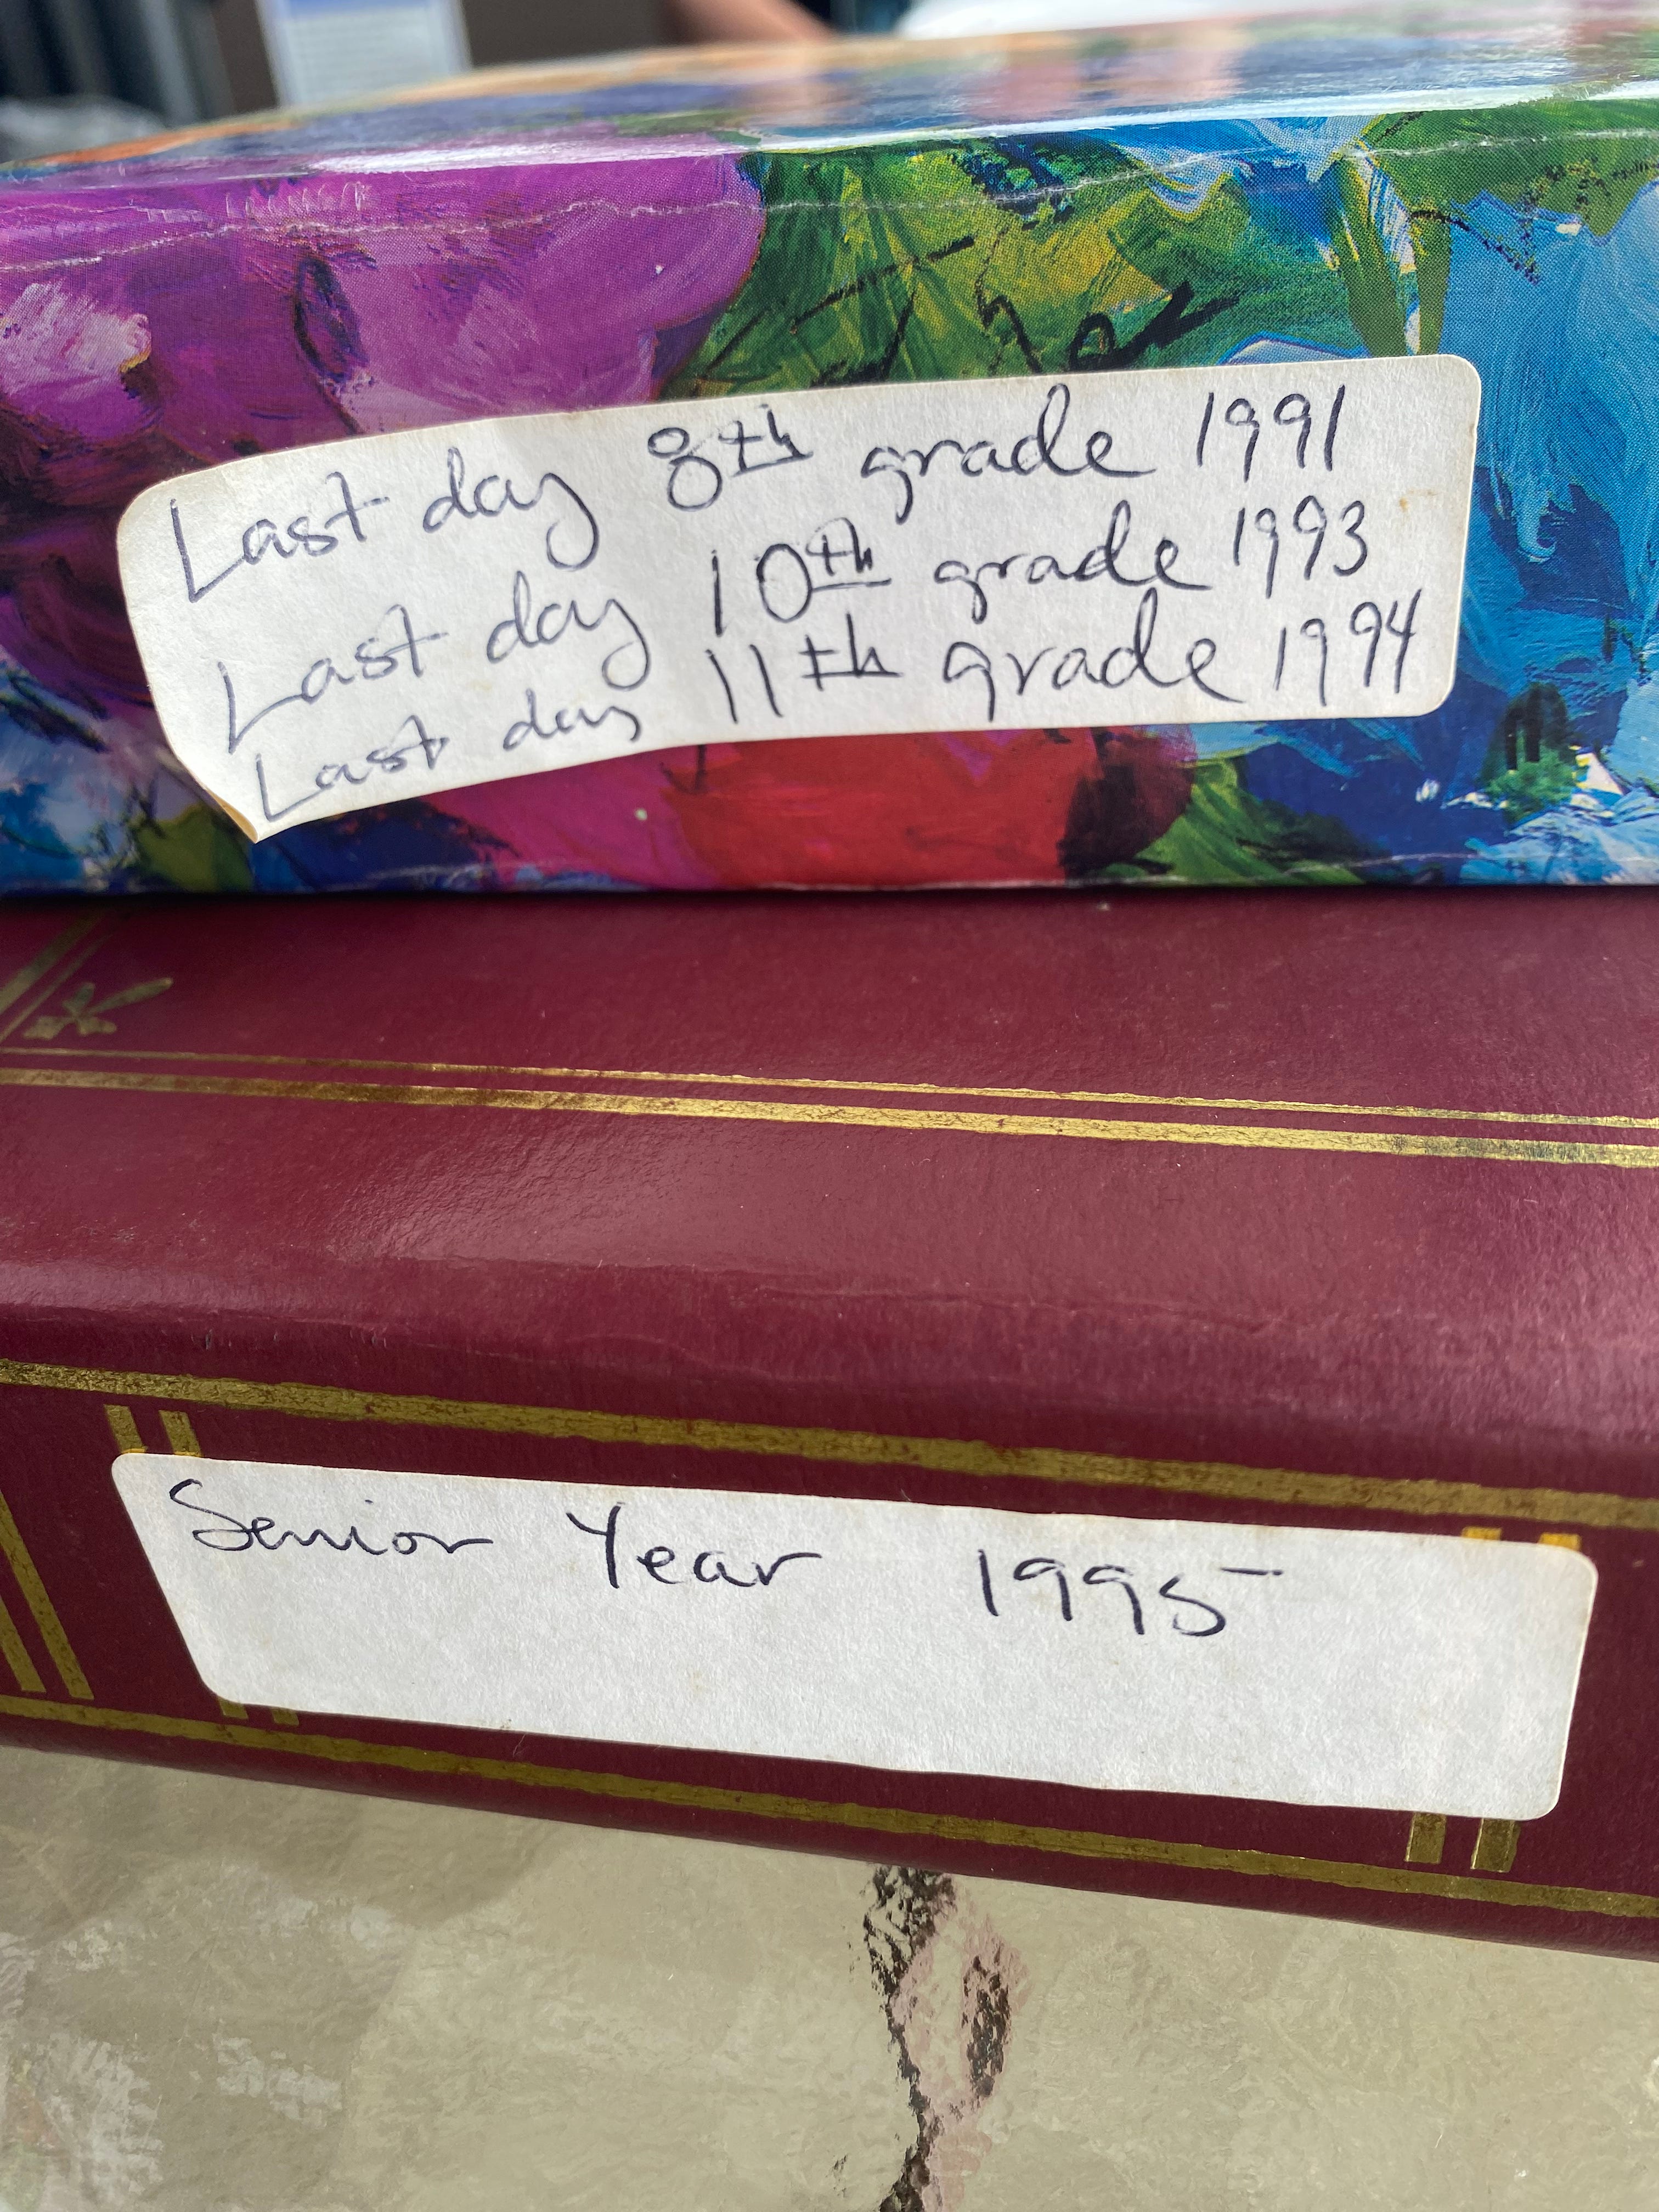 Last day 8th grade 1991
Last day 10th grade 1993
Last day 11th grade 1994
Senior Year 1995